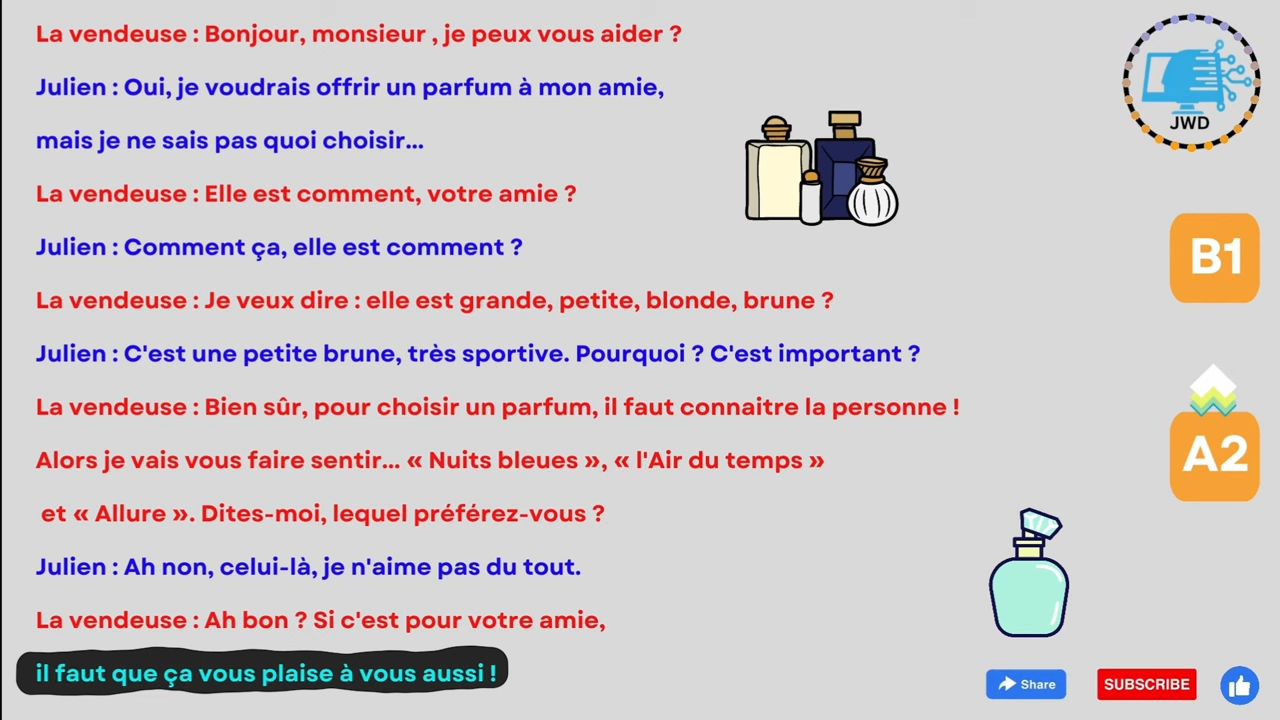 La vendeuse : Bonjour, monsieur , je peux vous aider ?
Julien : Oui, je voudrais offrir un parfum à mon amie,
mais je ne sais pas quoi choisir...
La vendeuse : Elle est comment, votre amie ?
Julien : Comment ça, elle est comment ?
La vendeuse : Je veux dire : elle est grande, petite, blonde, brune ?
Julien : C'est une petite brune, très sportive. Pourquoi ? C'est important ?
La vendeuse : Bien sûr, pour choisir un parfum, il faut connaitre la personne !
Alors je vais vous faire sentir... « Nuits bleues », « l'Air du temps »
et « Allure ». Dites-moi, lequel préférez-vous ?
Julien : Ah non, celui-là, je n'aime pas du tout.
La vendeuse : Ah bon ? Si c'est pour votre amie,
il faut que ça vous plaise à vous aussi !
JWD
B1
A2
Share
SUBSCRIBE